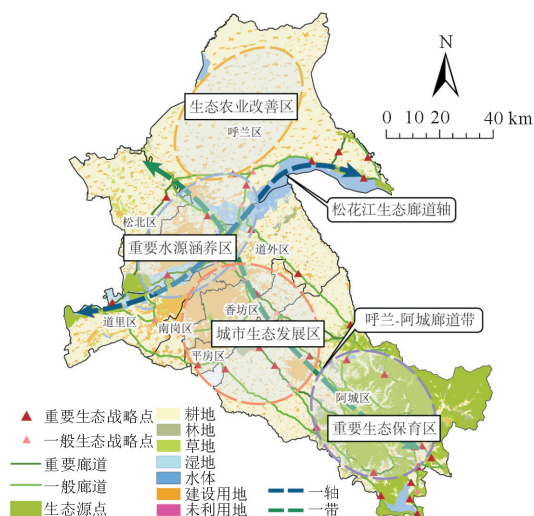 N
0 20 40 km
生态农业改善区
呼兰区
松花江生态廊道轴
松北区
重要水源涵养区
道外区
呼兰-阿城廊道带
香坊区
道里区
南岗区
城市生态发展区
平房区
阿城区
重要生态保育区
重要生态战略点
一般生态战略点
重要廊道
一般廊道
生态源点
耕地
林地
草地
湿地
水体
建设用地
未利用地
一轴
一带